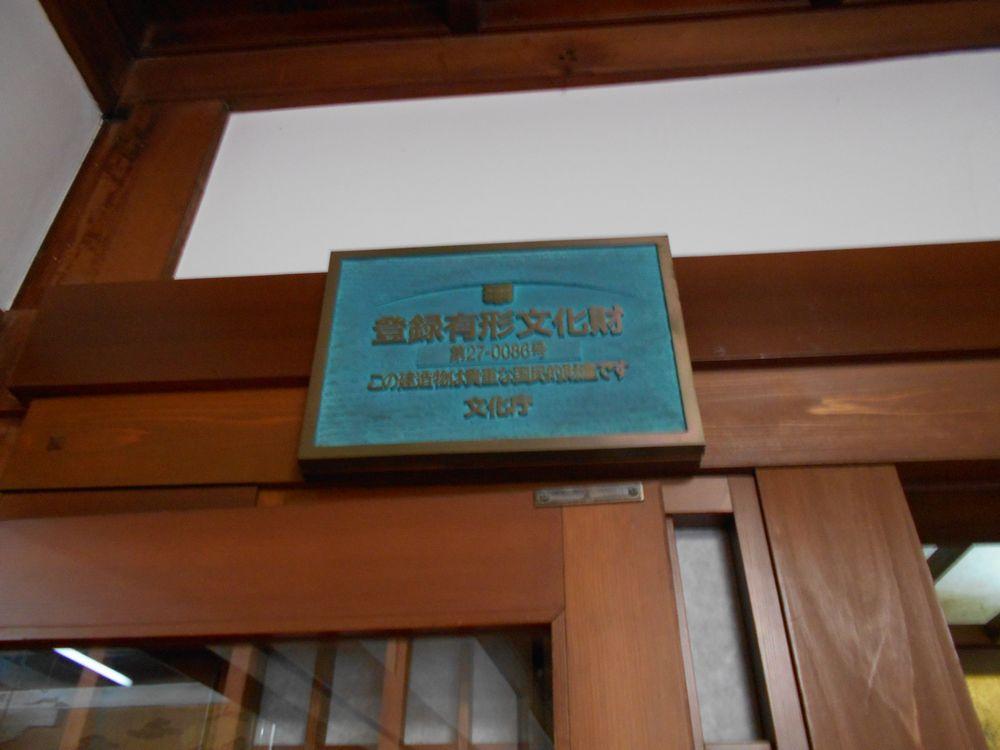 登録有形文化財
第27-0086号
この建造物は貴重な国民的財産です
文化庁